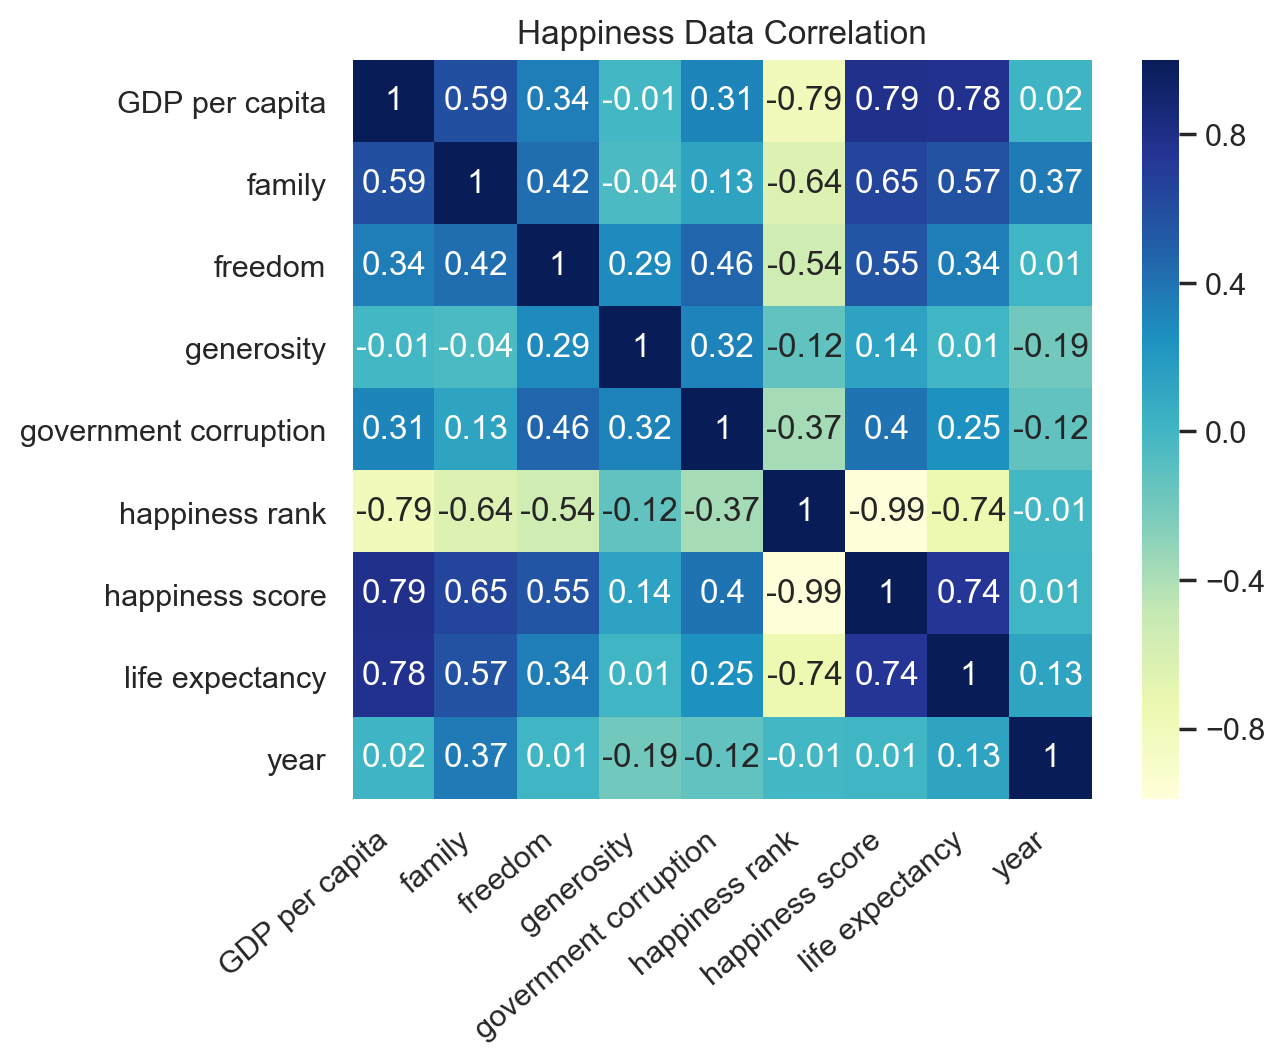 Happiness Data Correlation
GDP per capita 1 0.59 0.34 -0.01 0.31 -0.79 0.79 0.78 0.02
family 0.59 1 0.42 -0.04 0.13 -0.64 0.65 0.57 0.37
freedom 0.34 0.42 1 0.29 0.46 -0.54 0.55 0.34 0.01
generosity -0.01 -0.04 0.29 1 0.32 -0.12 0.14 0.01 -0.19
government corruption 0.31 0.13 0.46 0.32 1 -0.37 0.4 0.25 -0.12
happiness rank -0.79 -0.64 -0.54 -0.12 -0.37 1 -0.99 -0.74 -0.01
happiness score 0.79 0.65 0.55 0.14 0.4 -0.99 1 0.74 0.01
life expectancy 0.78 0.57 0.34 0.01 0.25 -0.74 0.74 1 0.13
year 0.02 0.37 0.01 -0.19 -0.12 -0.01 0.01 0.13 1
GDP per capita
family
freedom
generosity
government corruption
happiness rank
happiness score
life expectancy
year
0.8
0.4
0.0
−0.4
−0.8